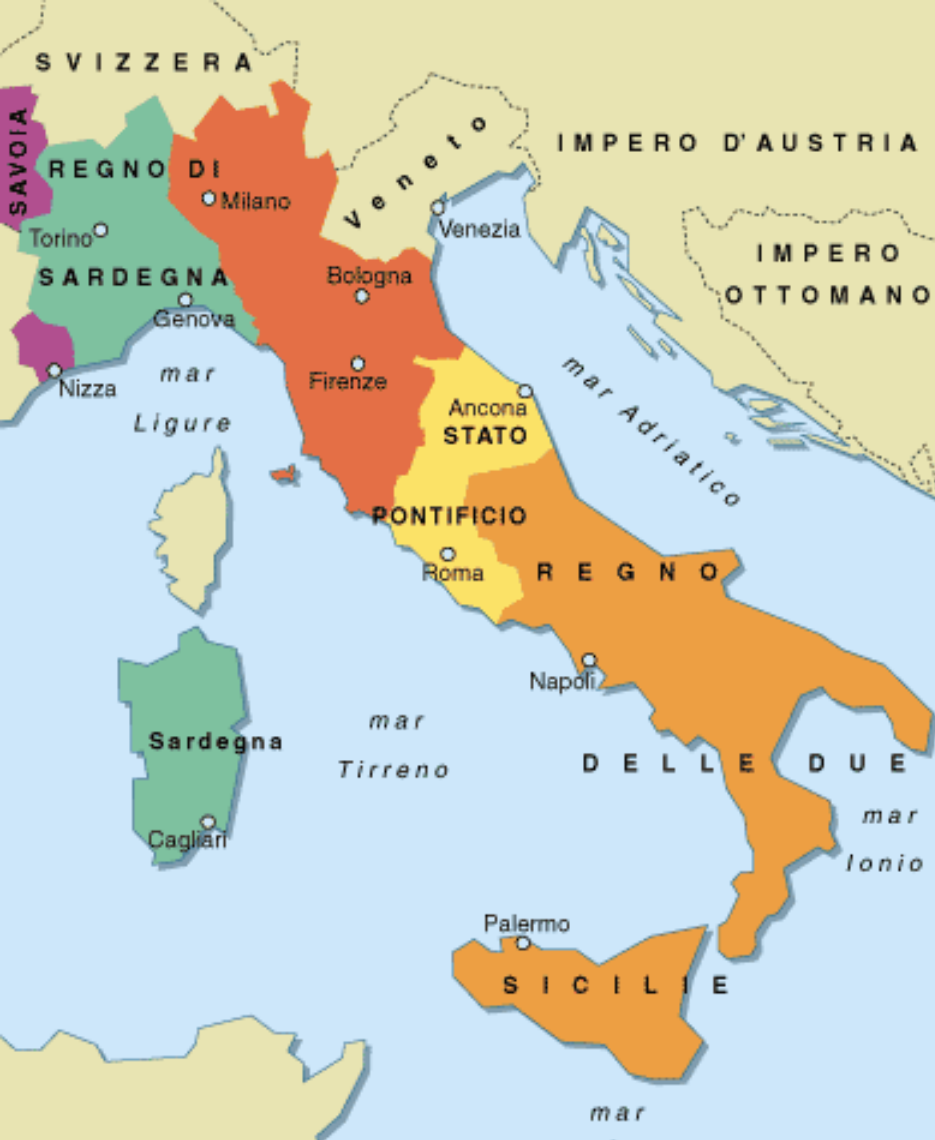 SVIZZERA
SAVOIA
REGNO DI
Milano
Veneto
IMPERO D'AUSTRIA
Torino
Venezia
SARDEGNA
Bologna
IMPERO
OTTOMANO
Genova
Nizza
mar
Ligure
Firenze
mar Adriatico
Ancona
STATO
PONTIFICIO
Roma
REGNO
Napoli
mar
Tirreno
Sardegna
DELLE DUE
mar
Ionio
Cagliari
Palermo
SICILIE
mar